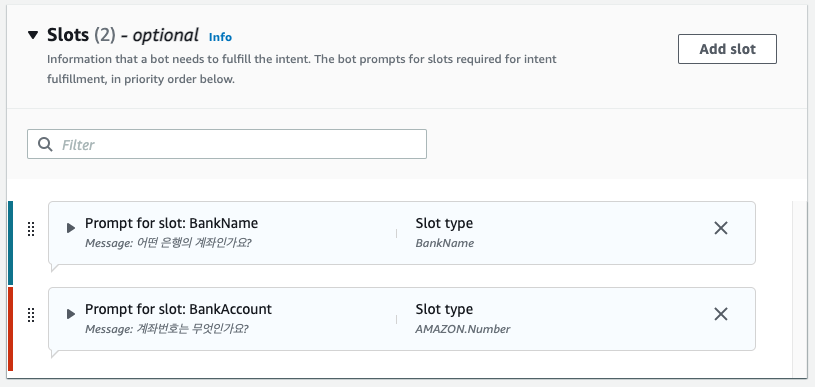 Slots (2) - optional Info
Add slot
Information that a bot needs to fulfill the intent. The bot prompts for slots required for intent
fulfillment, in priority order below.
Filter
Prompt for slot: BankName
Message: 어떤 은행의 계좌인가요?
Slot type
BankName
Prompt for slot: BankAccount
Message: 계좌번호는 무엇인가요?
Slot type
AMAZON.Number